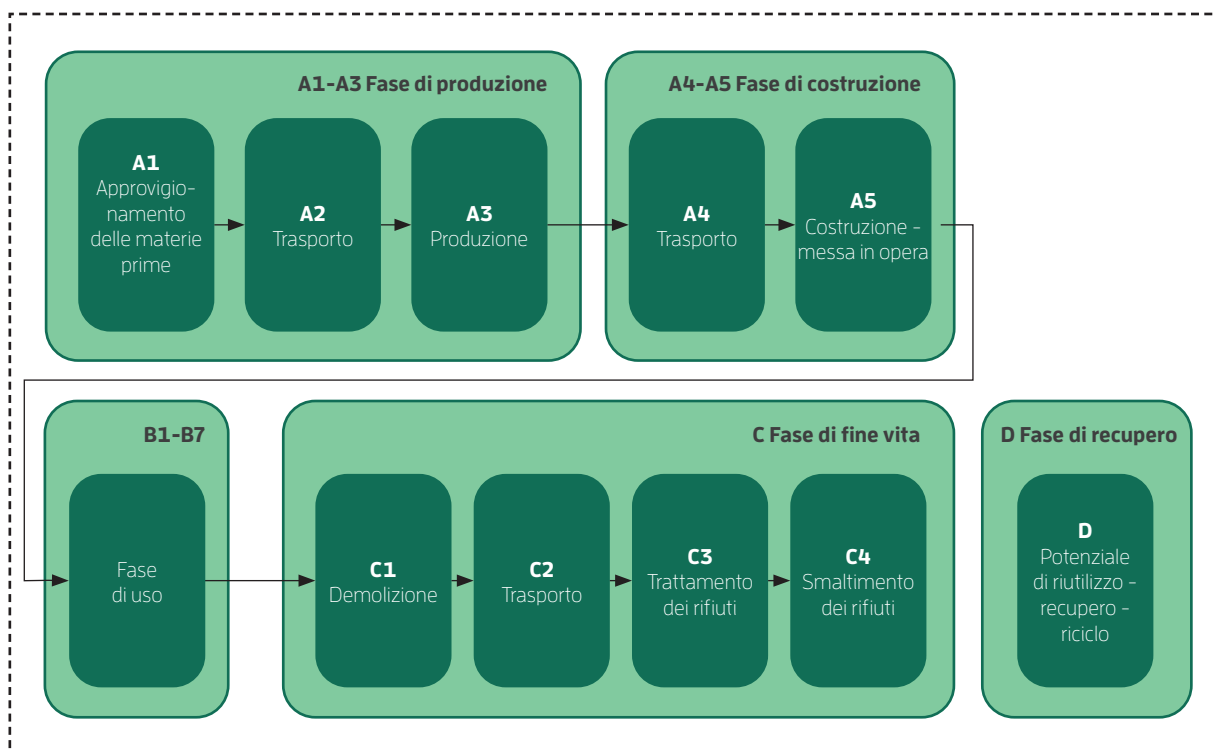 A1-A3 Fase di produzione
A1
Approvigio-
namento
delle materie
prime
A2
Trasporto
A3
Produzione
A4-A5 Fase di costruzione
A4
Trasporto
A5
Costruzione -
messa in opera
B1-B7
Fase
di uso
C Fase di fine vita
C1
Demolizione
C2
Trasporto
C3
Trattamento
dei rifiuti
C4
Smaltimento
dei rifiuti
D Fase di recupero
D
Potenziale
di riutilizzo -
recupero -
riciclo